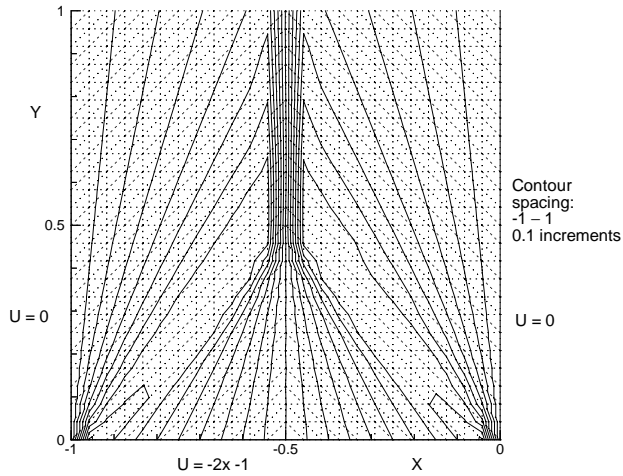 1
Y
0.5
0
Contour
spacing:
-1 – 1
0.1 increments
U = 0
U = 0
-1
-0.5
0
U = -2x -1
X